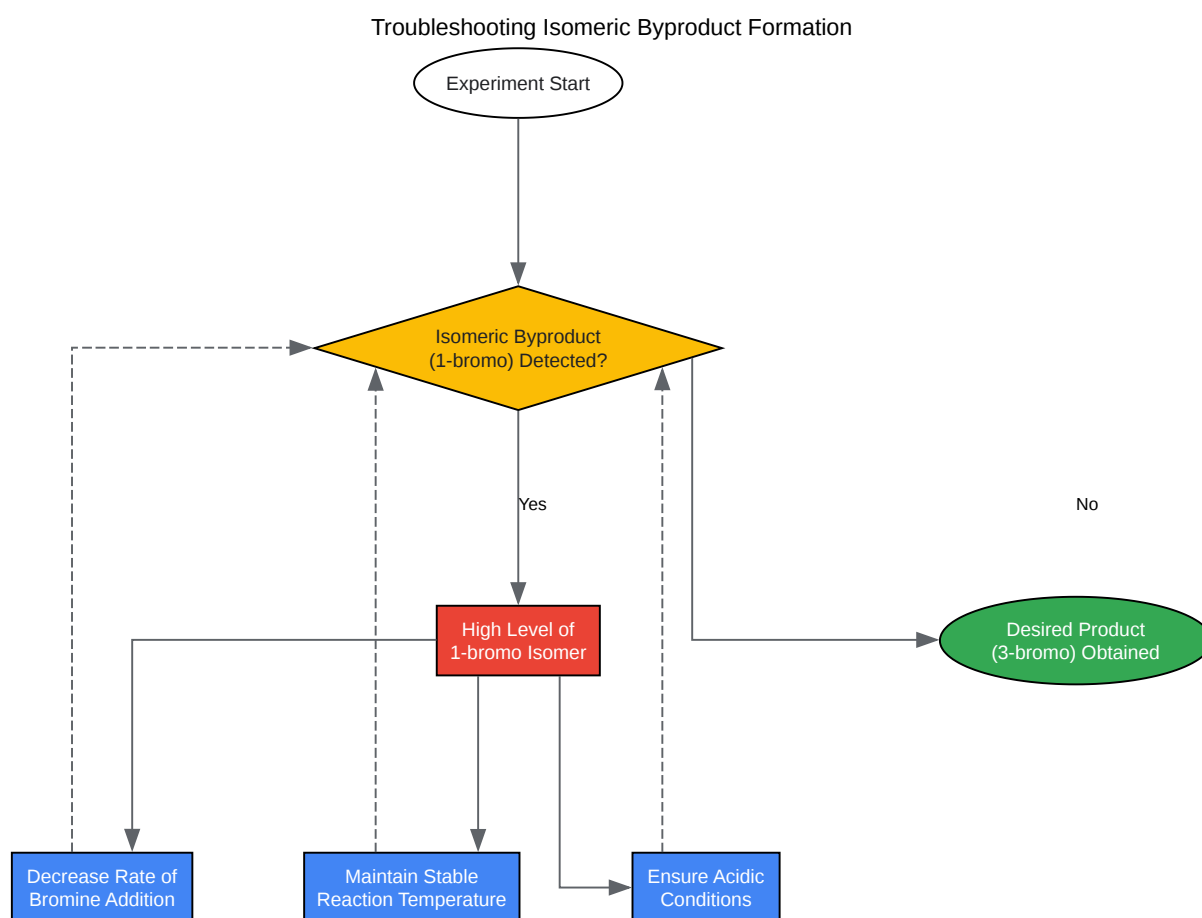 Troubleshooting Isomeric Byproduct Formation
Experiment Start
Isomeric Byproduct
(1-bromo) Detected?
Yes
No
High Level of
1-bromo Isomer
Desired Product
(3-bromo) Obtained
Decrease Rate of
Bromine Addition
Maintain Stable
Reaction Temperature
Ensure Acidic
Conditions